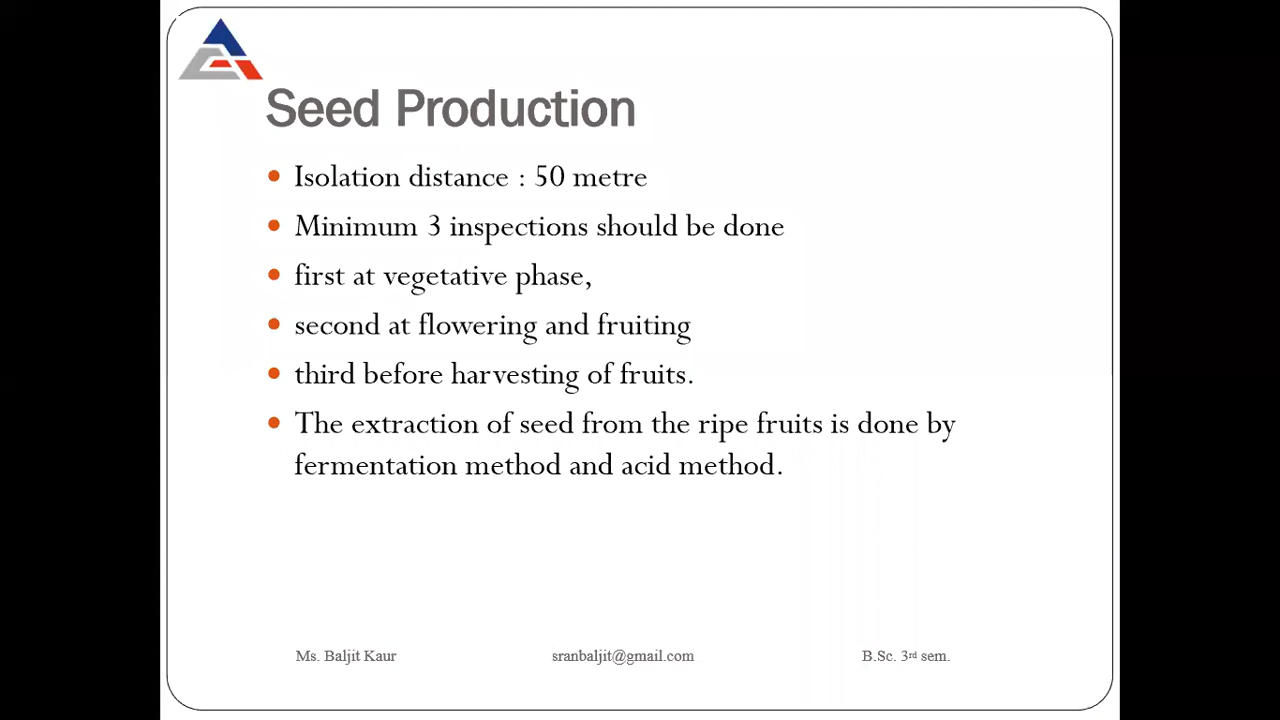 Seed Production
• Isolation distance : 50 metre
• Minimum 3 inspections should be done
• first at vegetative phase,
• second at flowering and fruiting
• third before harvesting of fruits.
• The extraction of seed from the ripe fruits is done by
fermentation method and acid method.
Ms. Baljit Kaur
sranbaljit@gmail.com
B.Sc. 3rd sem.